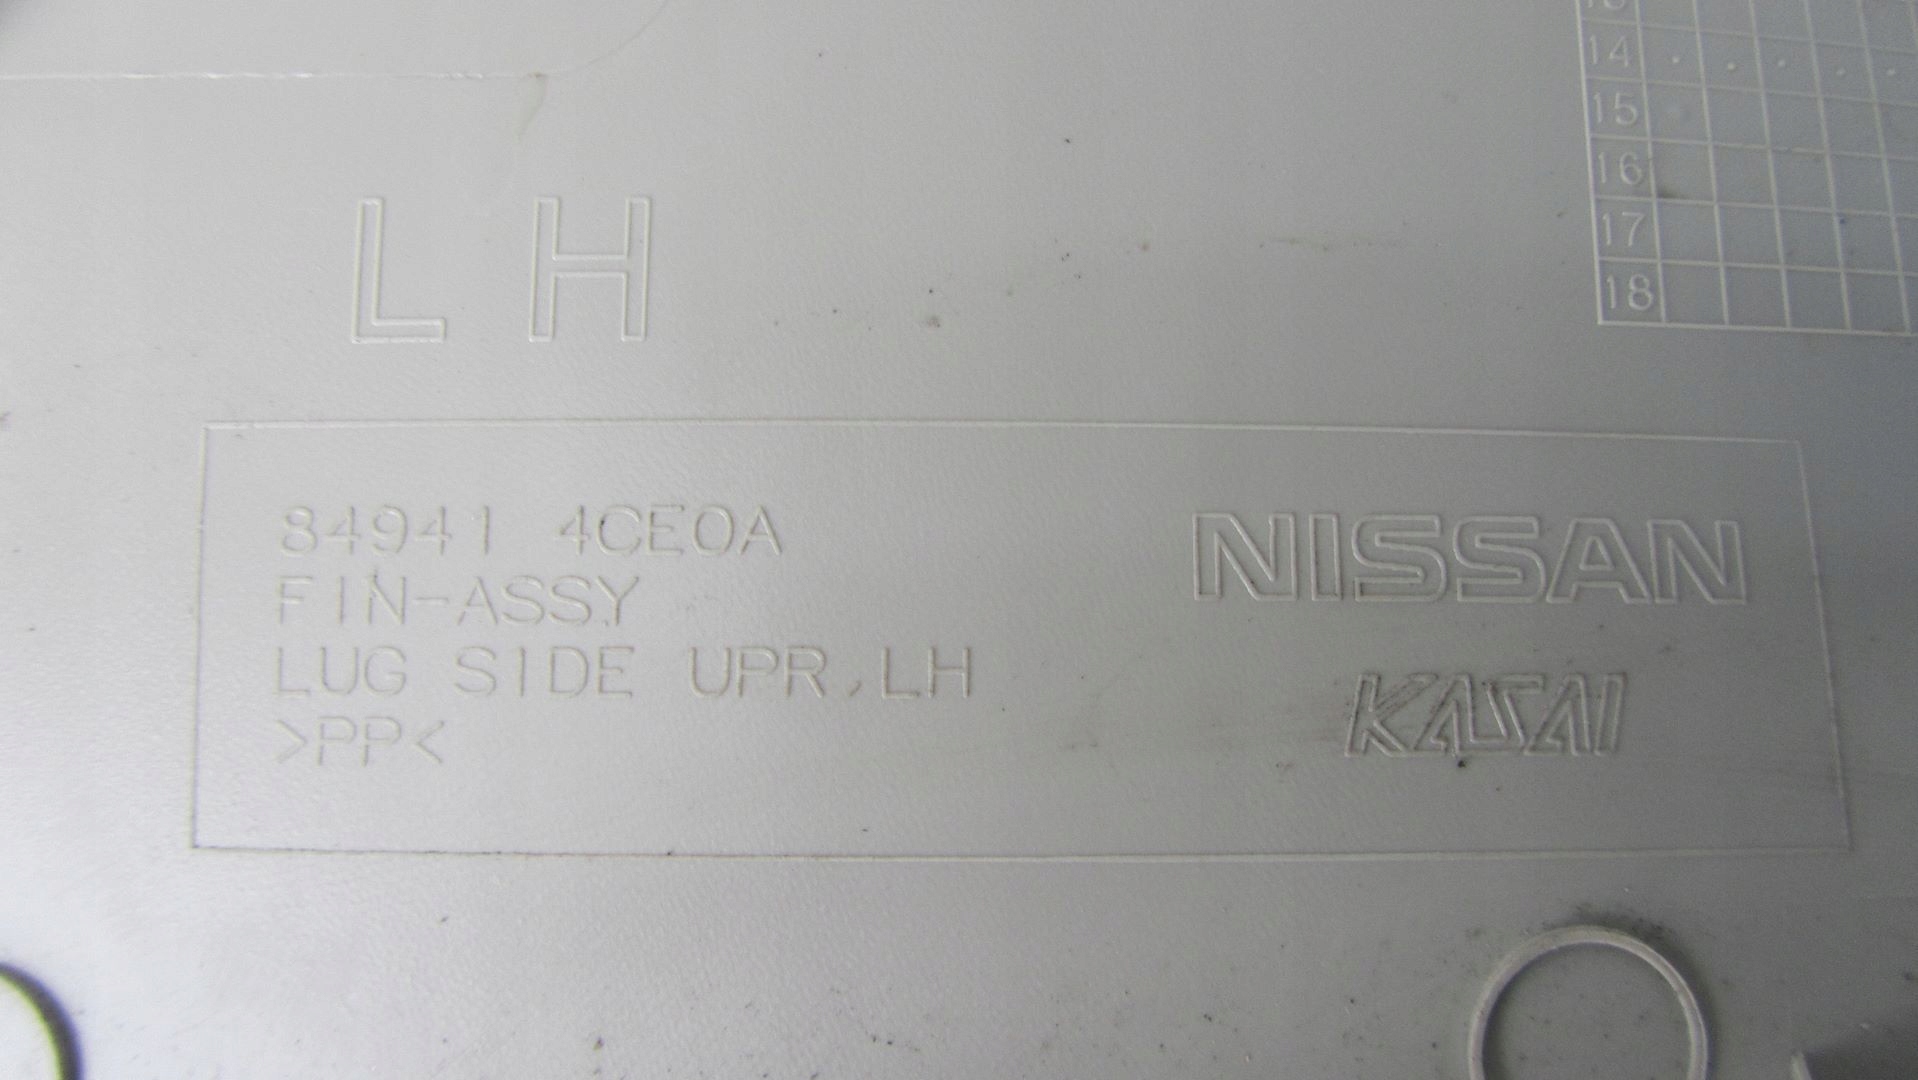 14
15
16
17
18
LH
84941 4CE0A
FIN-ASSY
LUG SIDE UPR,LH
>PP<
NISSAN
KASAI